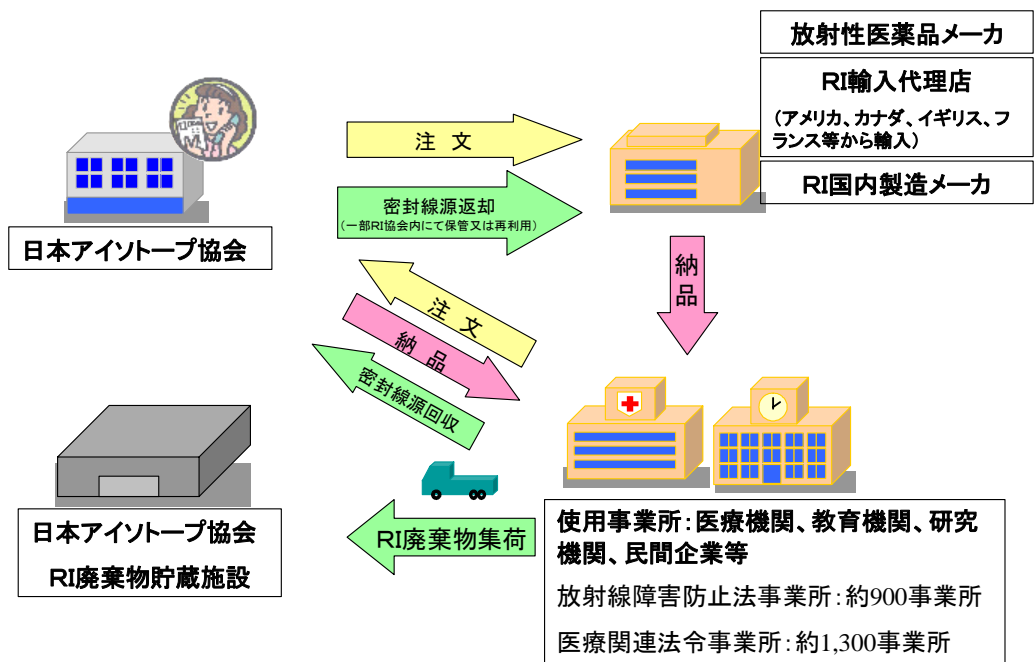 放射性医薬品メーカ
RI輸入代理店
（アメリカ、カナダ、イギリス、フ
ランス等から輸入）
RI国内製造メーカ
注 文
密封線源返却
（一部RI協会内にて保管又は再利用）
日本アイソトープ協会
納
品
注 文
納 品
密封線源回収
日本アイソトープ協会
RI廃棄物貯蔵施設
RI廃棄物集荷
使用事業所：医療機関、教育機関、研究
機関、民間企業等
放射線障害防止法事業所：約900事業所
医療関連法令事業所：約1,300事業所